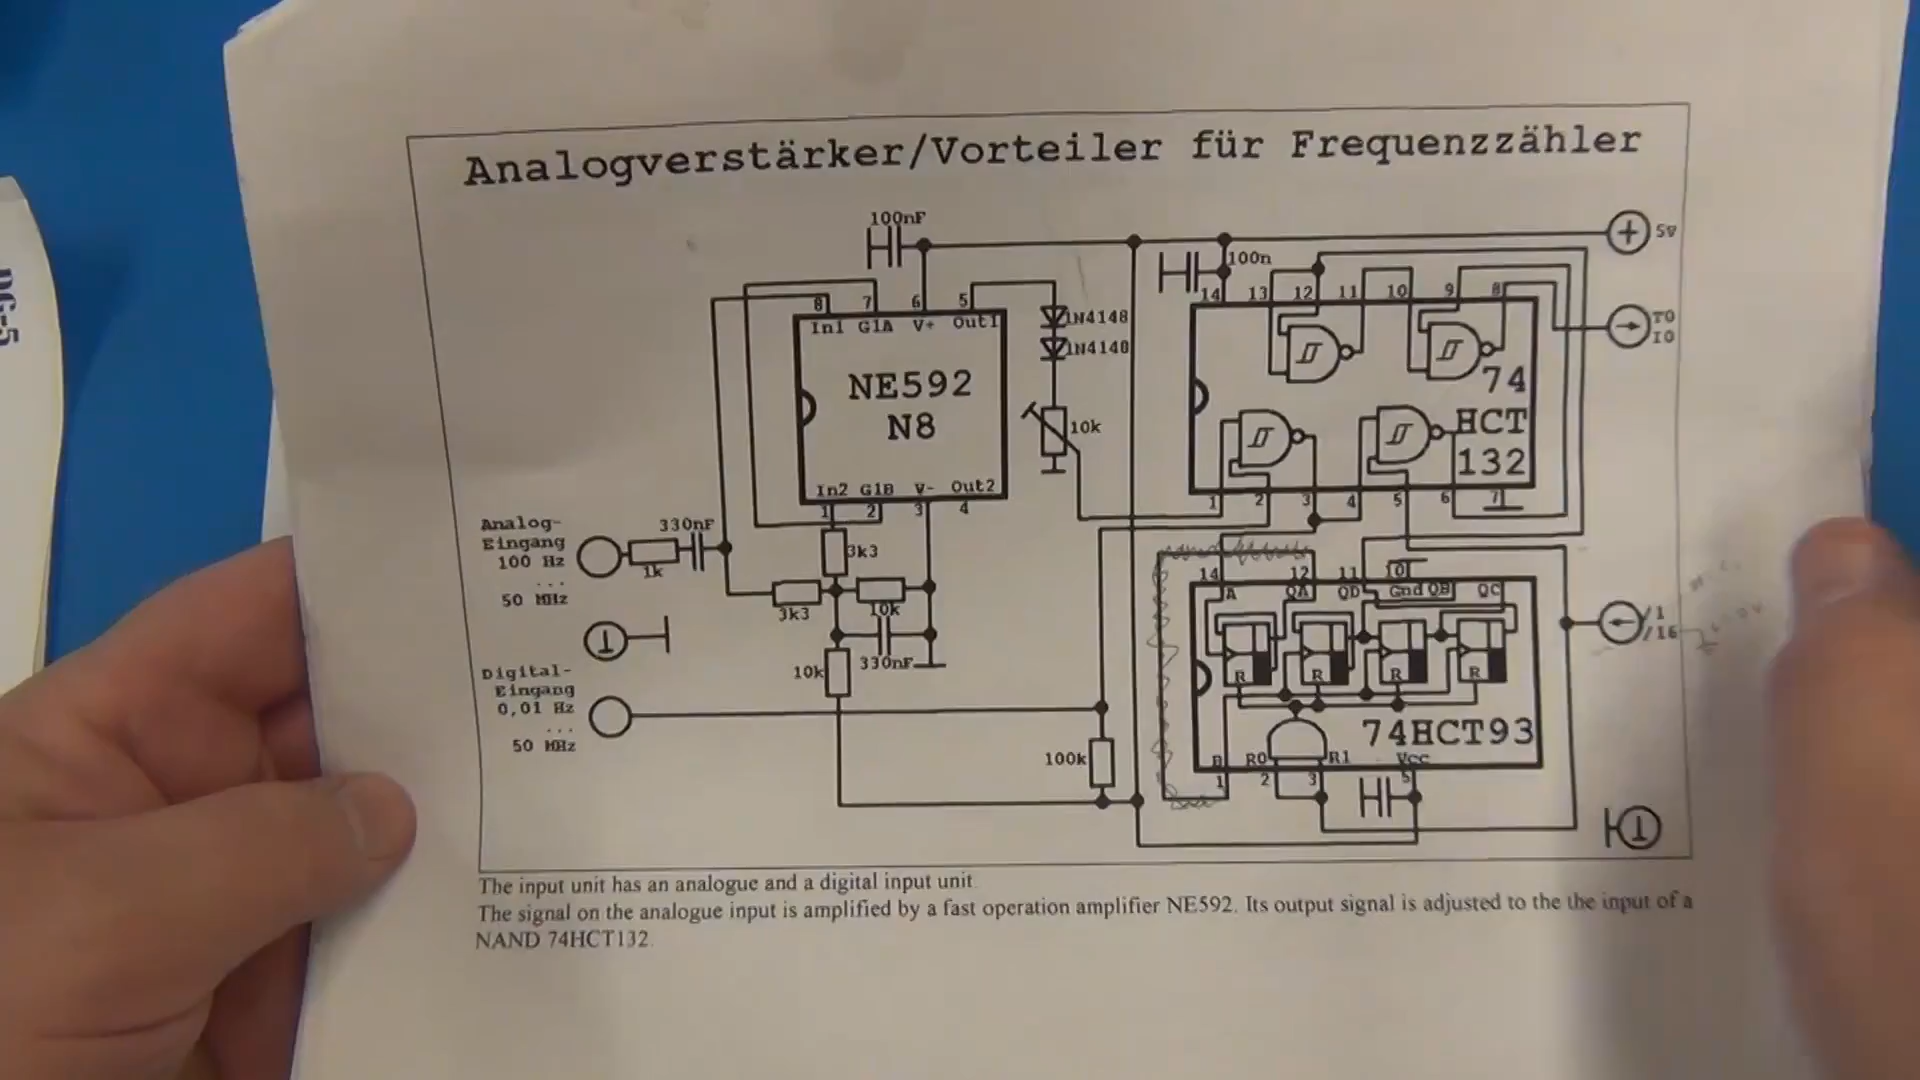 Analogverstärker/Vorteiler für Frequenzzähler
100nF
5V
100n
14 13 12 11 10 9 8
8 7 6 5
In1 G1A V+ Out1
1N4148
1N4148
T0
I0
NE592
N8
10k
74
HCT
132
In2 G1B V- Out2
1 2 3 4
1 2 3 4 5 6 7
Analog-
Eingang
100 Hz
...
50 MHz
330nF
1k
3k3
3k3
10k
14 12 11 10
A QA QD Gnd QB QC
/1
/16
R R R R
10k
330nF
Digital-
Eingang
0,01 Hz
...
50 MHz
74HCT93
100k
B R0 R1 Vcc
1 2 3 5
The input unit has an analogue and a digital input unit.
The signal on the analogue input is amplified by a fast operation amplifier NE592. Its output signal is adjusted to the the input of a
NAND 74HCT132.